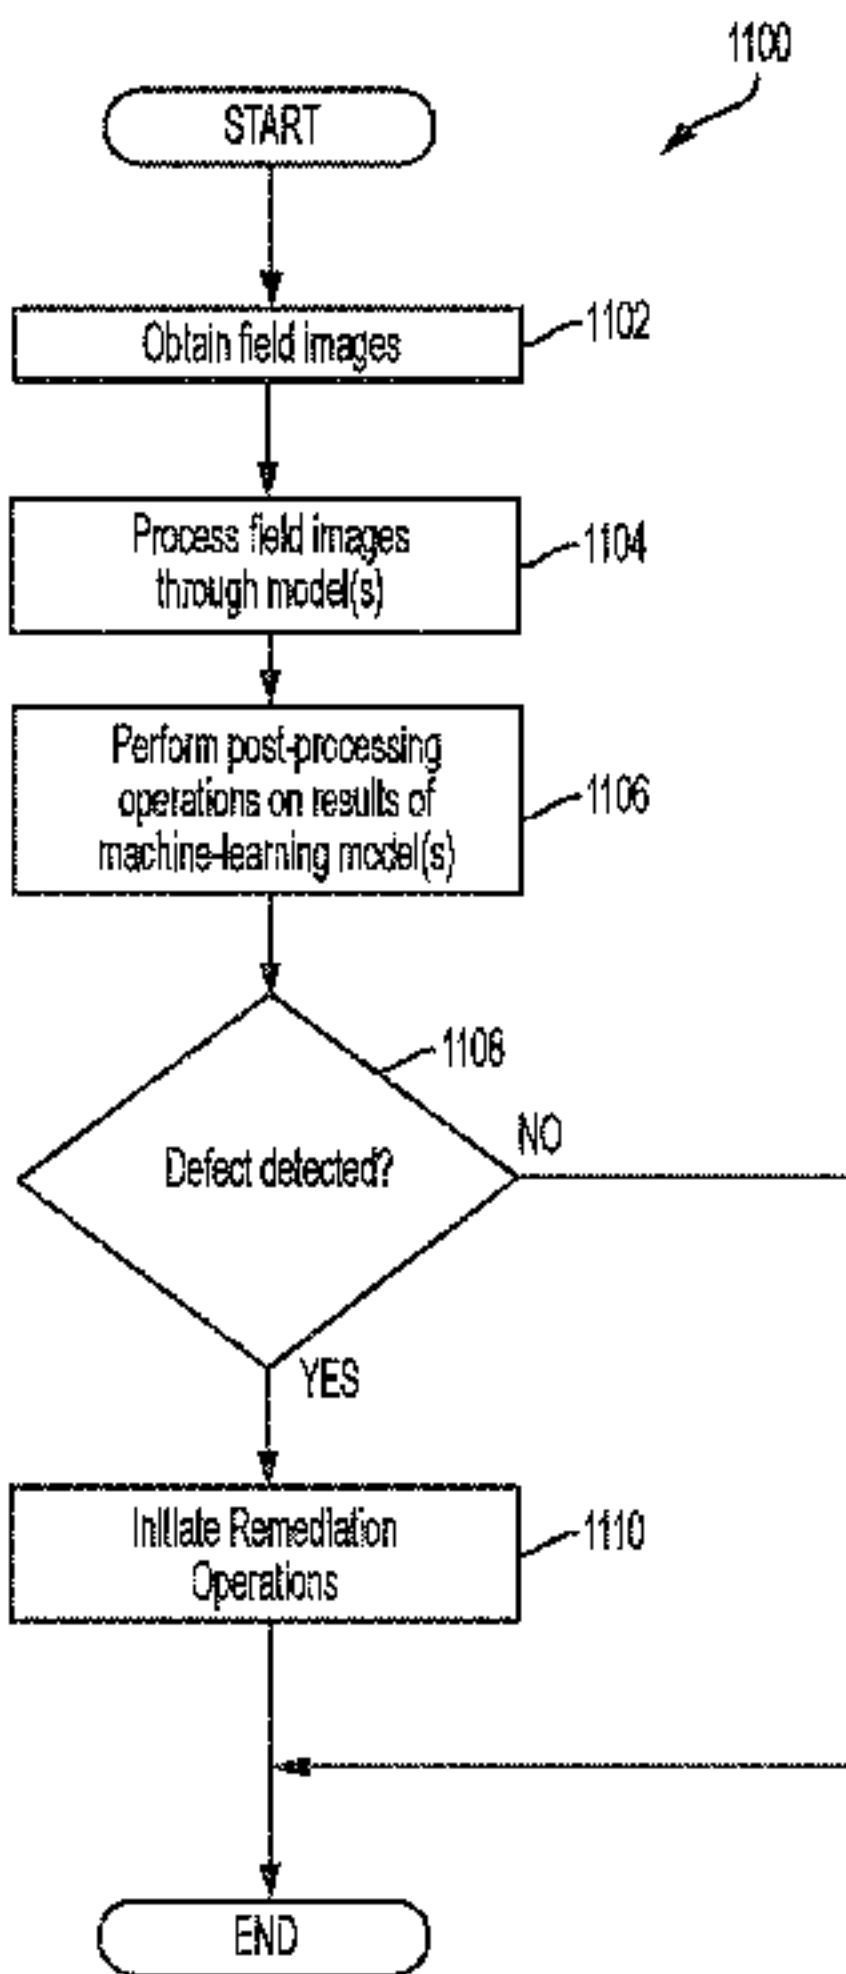 1100
START
Obtain field images
1102
Process field images
through model(s)
1104
Perform post-processing
operations on results of
machine-learning model(s)
1106
1108
Defect detected?
NO
YES
Initiate Remediation
Operations
1110
END